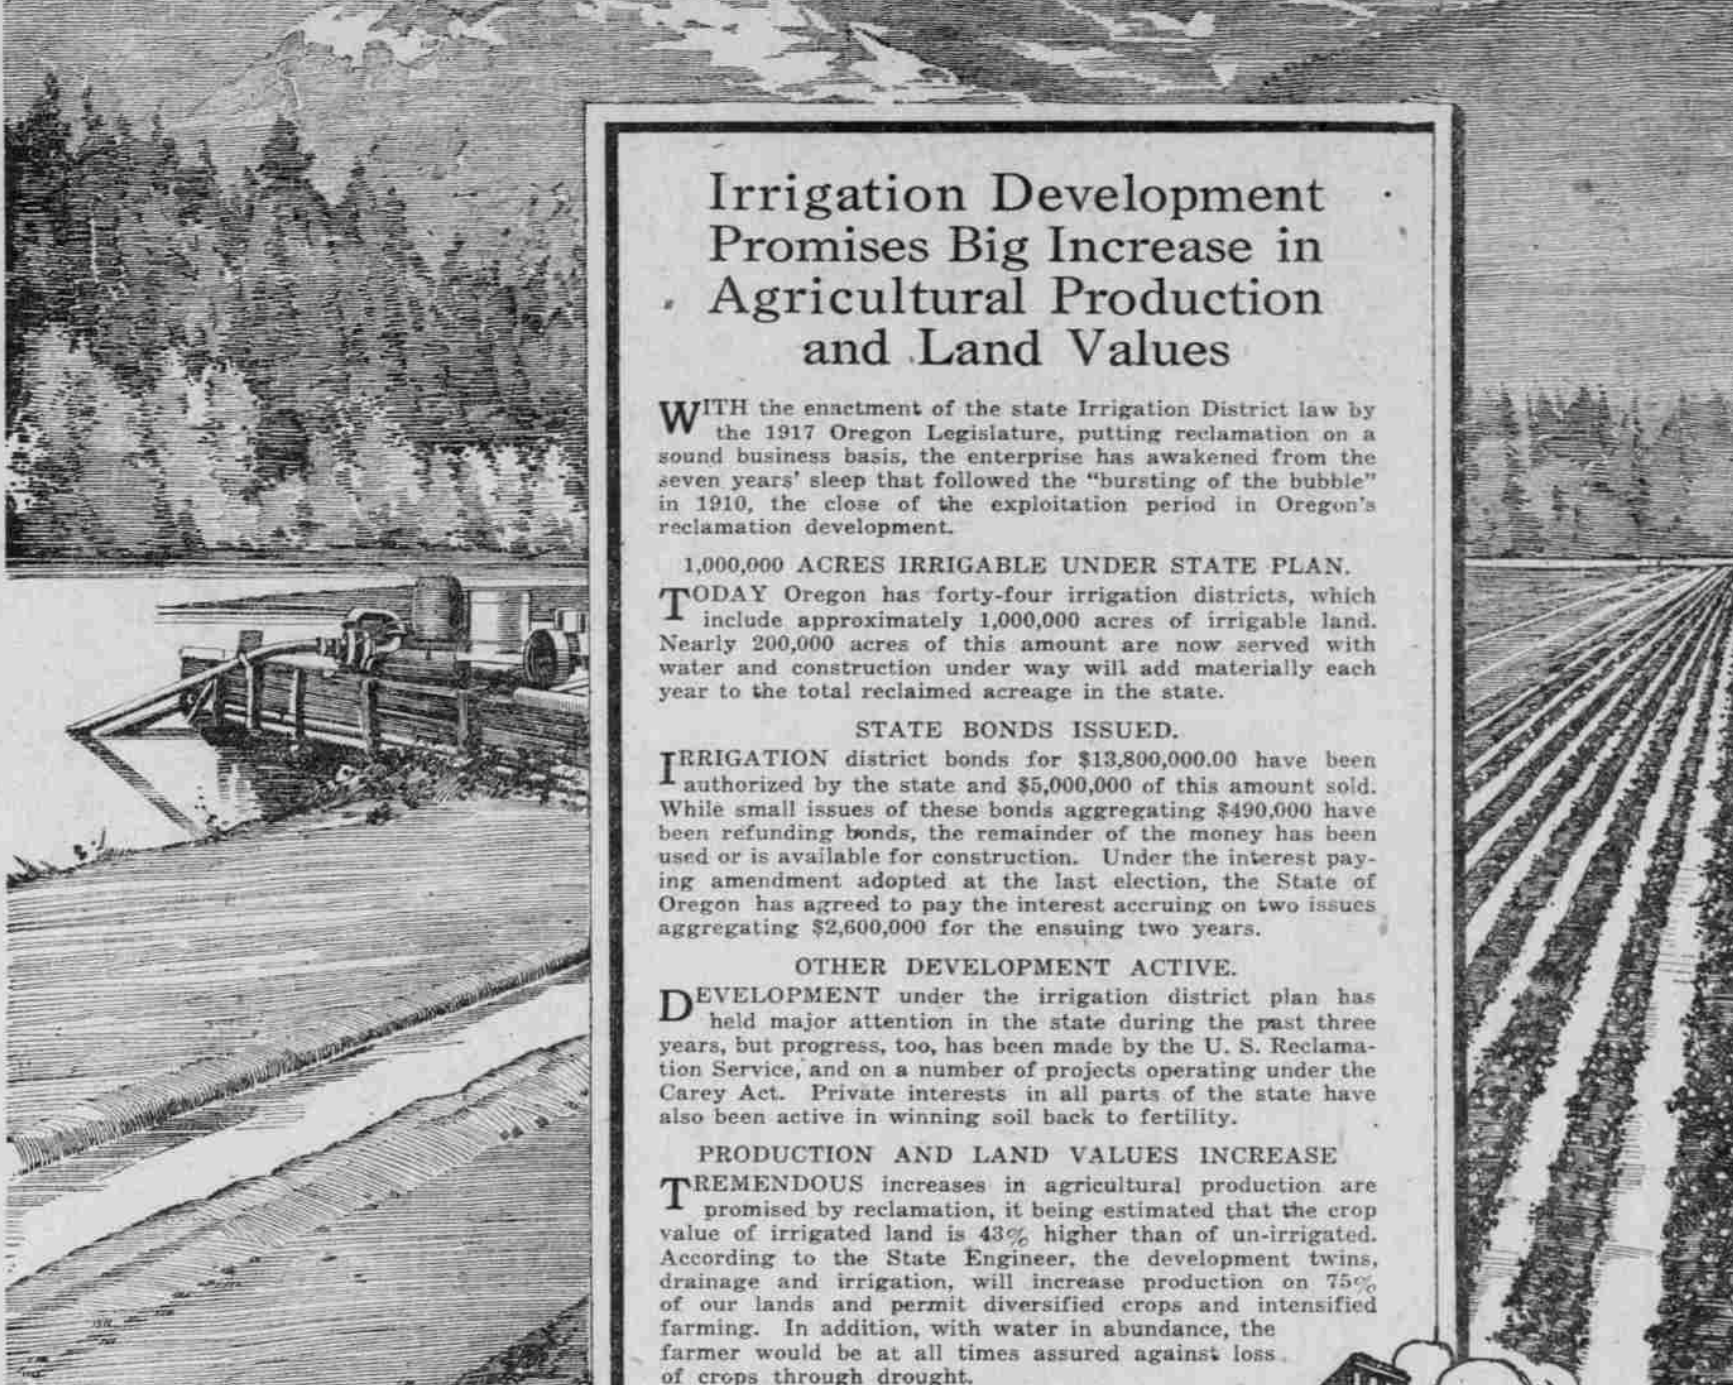 Irrigation Development
Promises Big Increase in
Agricultural Production
and Land Values
WITH the enactment of the state Irrigation District law by
the 1917 Oregon Legislature, putting reclamation on a
sound business basis, the enterprise has awakened from the
seven years' sleep that followed the "bursting of the bubble"
in 1910, the close of the exploitation period in Oregon's
reclamation development.
1,000,000 ACRES IRRIGABLE UNDER STATE PLAN.
TODAY Oregon has forty-four irrigation districts, which
include approximately 1,000,000 acres of irrigable land.
Nearly 200,000 acres of this amount are now served with
water and construction under way will add materially each
year to the total reclaimed acreage in the state.
STATE BONDS ISSUED.
IRRIGATION district bonds for $13,800,000.00 have been
authorized by the state and $5,000,000 of this amount sold.
While small issues of these bonds aggregating $490,000 have
been refunding bonds, the remainder of the money has been
used or is available for construction. Under the interest pay-
ing amendment adopted at the last election, the State of
Oregon has agreed to pay the interest accruing on two issues
aggregating $2,600,000 for the ensuing two years.
OTHER DEVELOPMENT ACTIVE.
DEVELOPMENT under the irrigation district plan has
held major attention in the state during the past three
years, but progress, too, has been made by the U. S. Reclama-
tion Service, and on a number of projects operating under the
Carey Act. Private interests in all parts of the state have
also been active in winning soil back to fertility.
PRODUCTION AND LAND VALUES INCREASE
TREMENDOUS increases in agricultural production are
promised by reclamation, it being estimated that the crop
value of irrigated land is 43% higher than of un-irrigated.
According to the State Engineer, the development twins,
drainage and irrigation, will increase production on 75%
of our lands and permit diversified crops and intensified
farming. In addition, with water in abundance, the
farmer would be at all times assured against loss
of crops through drought.